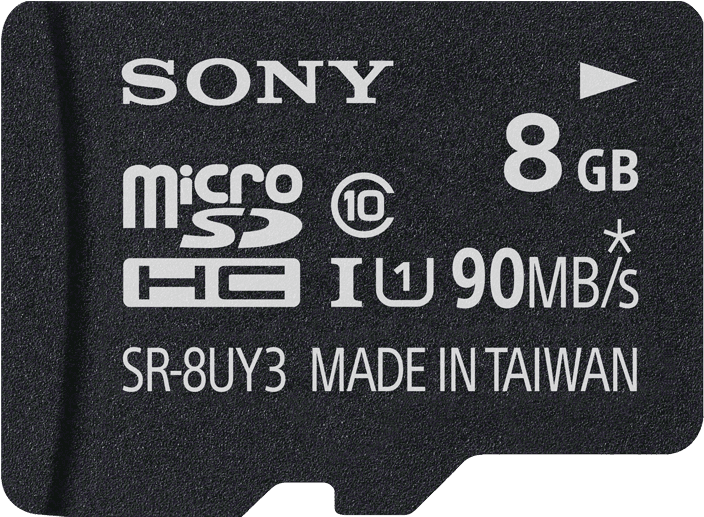 SONY
8 GB
micro SD HC
10
I U1 90MB/s*
SR-8UY3 MADE IN TAIWAN